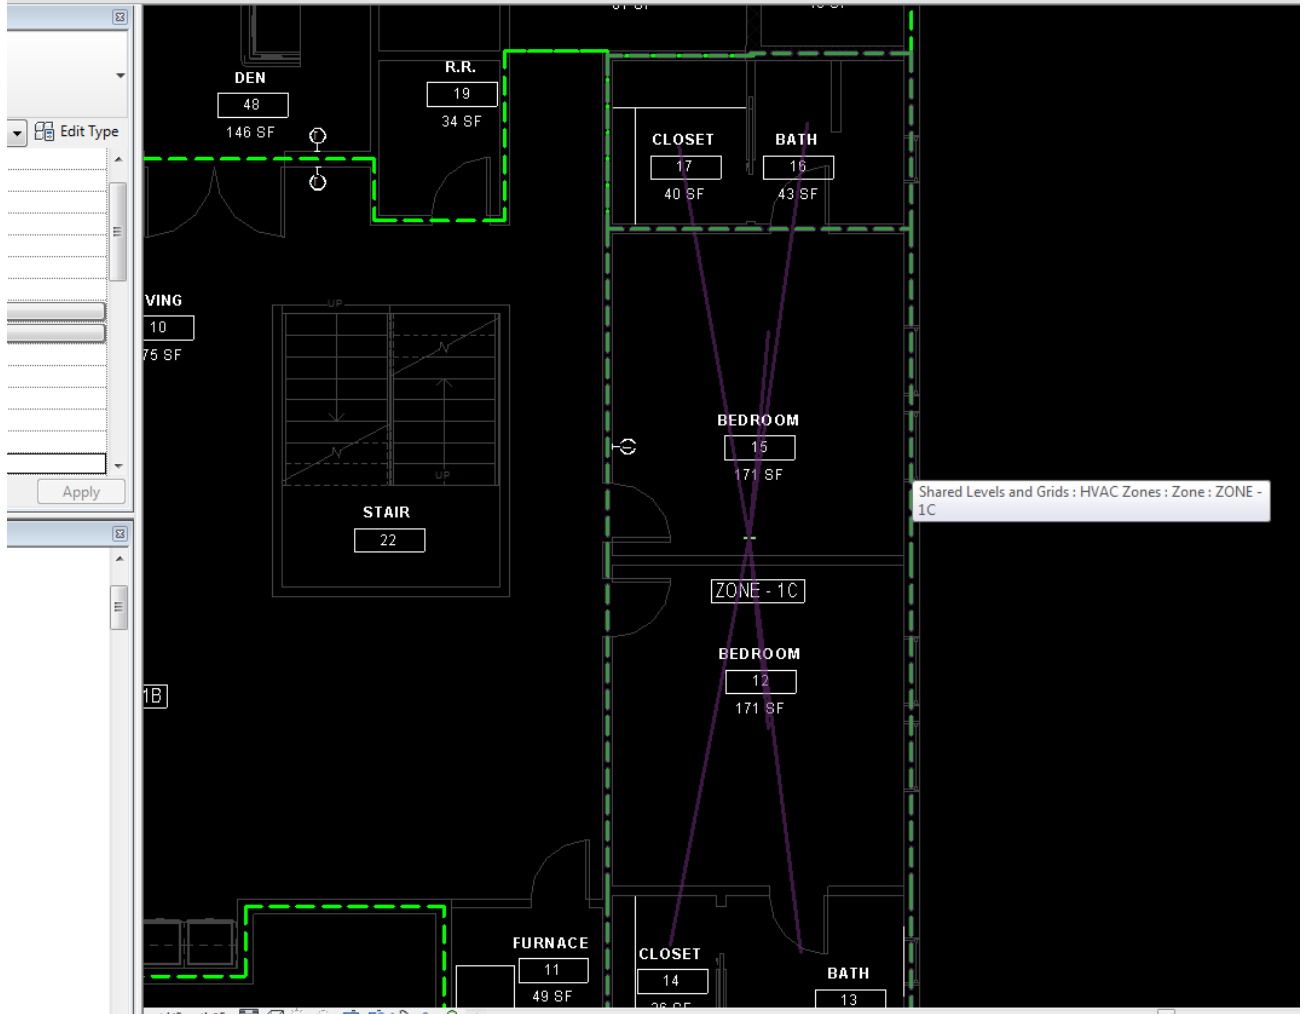 DEN
48
146 SF
R.R.
19
34 SF
CLOSET
17
40 SF
BATH
16
43 SF
Edit Type
VING
10
75 SF
UP
BEDROOM
15
171 SF
N
N
UP
Apply
Shared Levels and Grids : HVAC Zones : Zone : ZONE -
1C
STAIR
22
ZONE - 1C
BEDROOM
12
171 SF
1B
FURNACE
11
49 SF
CLOSET
14
BATH
13